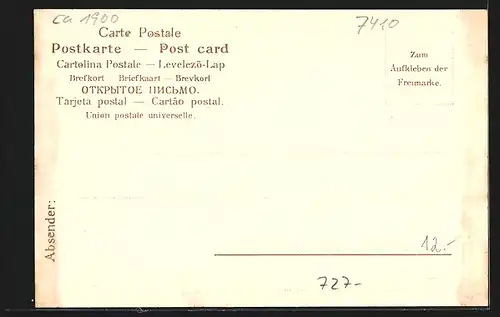 ca 1900
7410
Carte Postale
Postkarte — Post card
Cartolina Postale — Levelező-Lap
Brefkort Briefkaart — Brevkort
ОТКРЫТОЕ ПИСЬМО.
Tarjeta postal — Cartão postal.
Union postale universelle.
Zum
Aufkleben der
Freimarke.
Absender:
12.-
727-